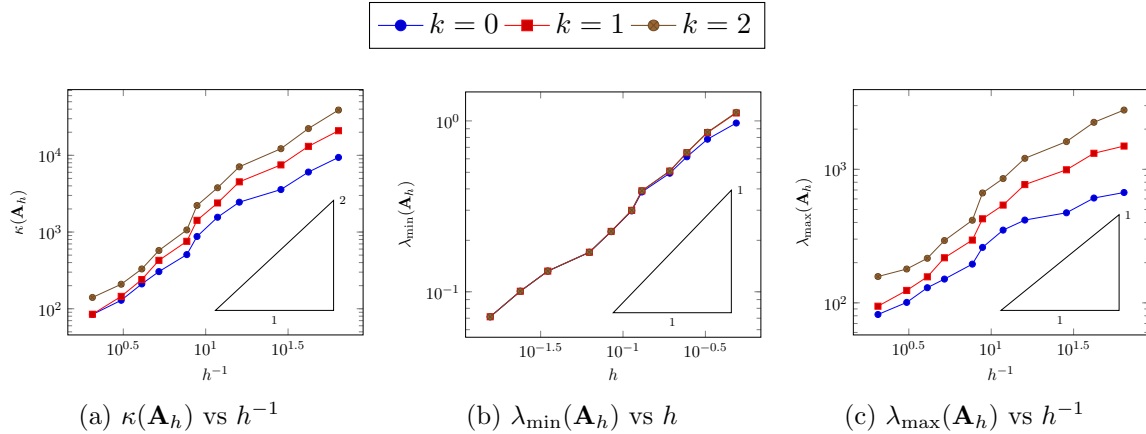 k = 0 k = 1 k = 2
10^4
10^3
10^2
κ(A_h)
2
1
10^0.5 10^1 10^1.5
h^−1
(a) κ(A_h) vs h^−1
10^0
10^−1
λ_min(A_h)
1
1
10^−1.5 10^−1 10^−0.5
h
(b) λ_min(A_h) vs h
10^3
10^2
λ_max(A_h)
1
1
10^0.5 10^1 10^1.5
h^−1
(c) λ_max(A_h) vs h^−1